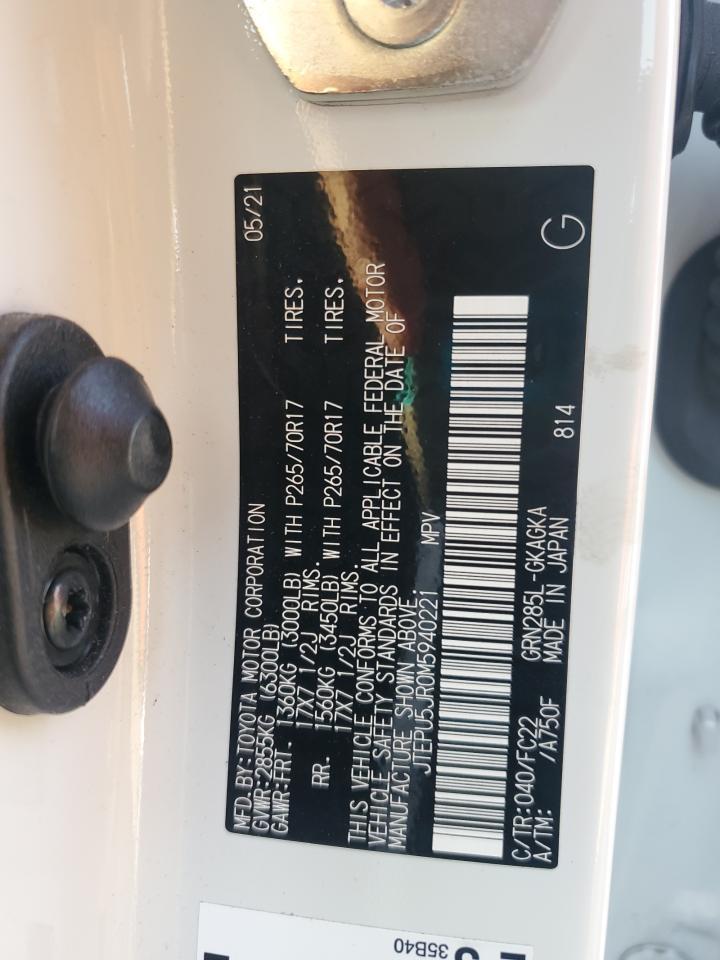 MFD.BY:TOYOTA MOTOR CORPORATION 05/21
GVWR:2855KG (6300LB)
GAWR:FRT. 1360KG (3000LB) WITH P265/70R17 TIRES.
17X7 1/2J RIMS.
RR. 1560KG (3450LB) WITH P265/70R17 TIRES.
17X7 1/2J RIMS.
THIS VEHICLE CONFORMS TO ALL APPLICABLE FEDERAL MOTOR
VEHICLE SAFETY STANDARDS IN EFFECT ON THE DATE OF
MANUFACTURE SHOWN ABOVE.
JTEPU5JR0M5940221 MPV
C/TR:040/FC22 GRN285L-GKAGKA 814 G
A/TM: /A750F MADE IN JAPAN
35B40